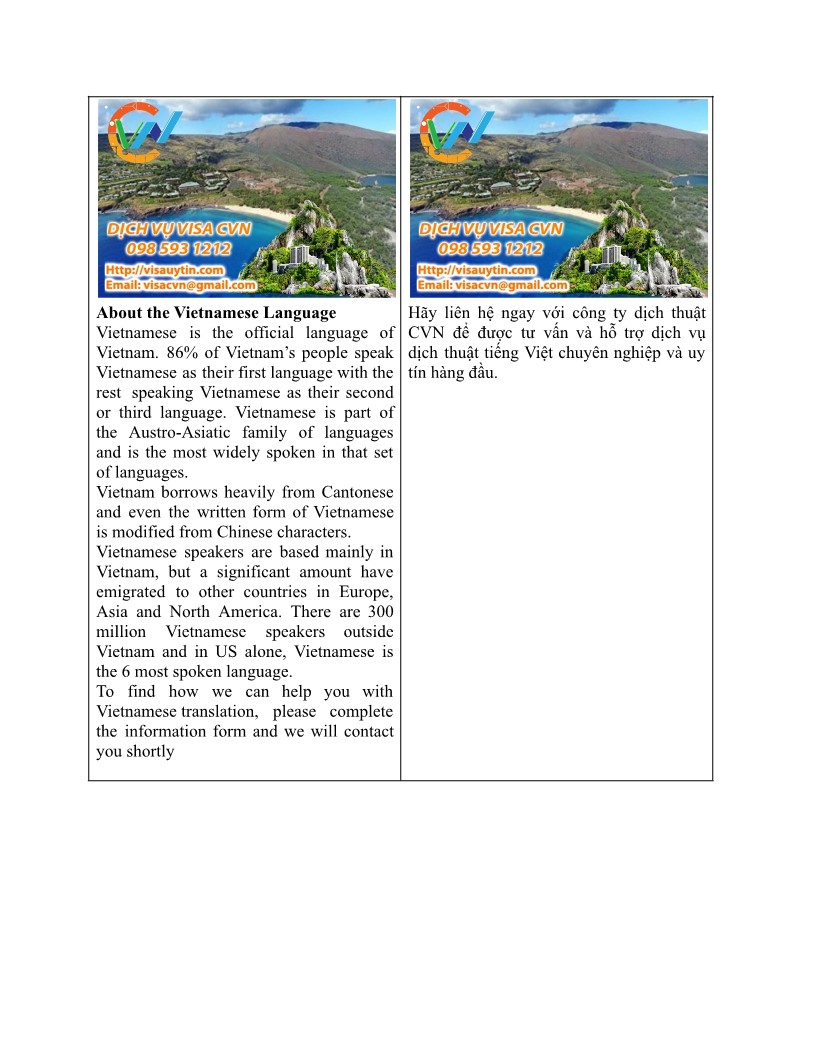 CVN
DỊCH VỤ VISA CVN
098 593 1212
Http://visauytin.com
Email: visacvn@gmail.com
About the Vietnamese Language
Vietnamese is the official language of
Vietnam. 86% of Vietnam’s people speak
Vietnamese as their first language with the
rest speaking Vietnamese as their second
or third language. Vietnamese is part of
the Austro-Asiatic family of languages
and is the most widely spoken in that set
of languages.
Vietnam borrows heavily from Cantonese
and even the written form of Vietnamese
is modified from Chinese characters.
Vietnamese speakers are based mainly in
Vietnam, but a significant amount have
emigrated to other countries in Europe,
Asia and North America. There are 300
million Vietnamese speakers outside
Vietnam and in US alone, Vietnamese is
the 6 most spoken language.
To find how we can help you with
Vietnamese translation, please complete
the information form and we will contact
you shortly
CVN
DỊCH VỤ VISA CVN
098 593 1212
Http://visauytin.com
Email: visacvn@gmail.com
Hãy liên hệ ngay với công ty dịch thuật
CVN để được tư vấn và hỗ trợ dịch vụ
dịch thuật tiếng Việt chuyên nghiệp và uy
tín hàng đầu.